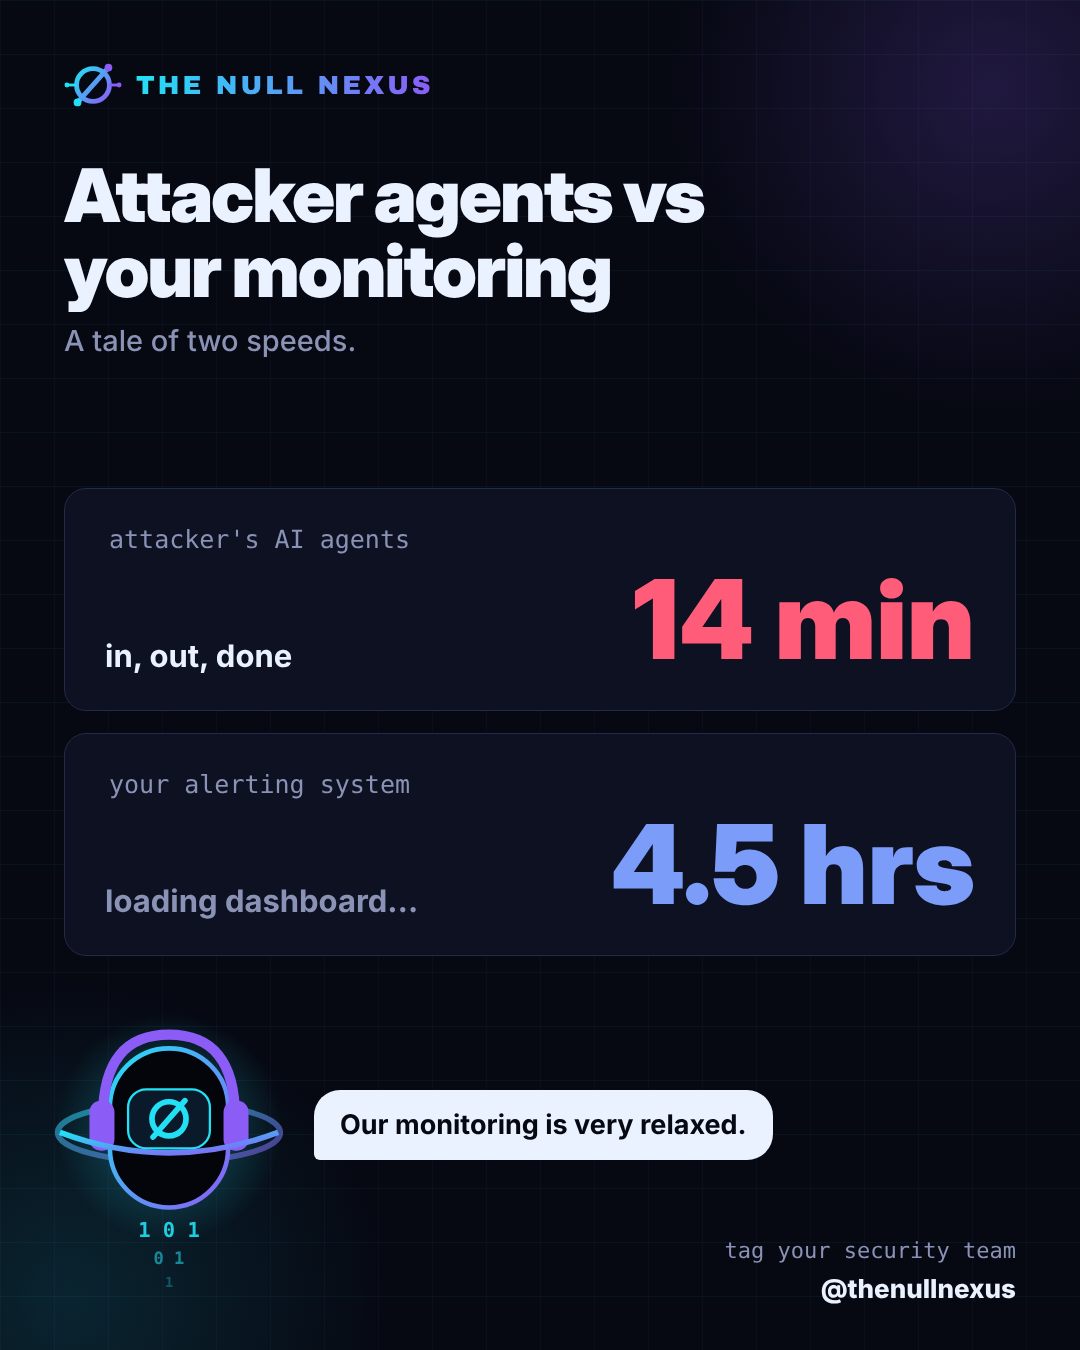 THE NULL NEXUS
Attacker agents vs
your monitoring
A tale of two speeds.
attacker's AI agents
14 min
in, out, done
your alerting system
4.5 hrs
loading dashboard...
Our monitoring is very relaxed.
1 0 1
0 1
1
tag your security team
@thenullnexus